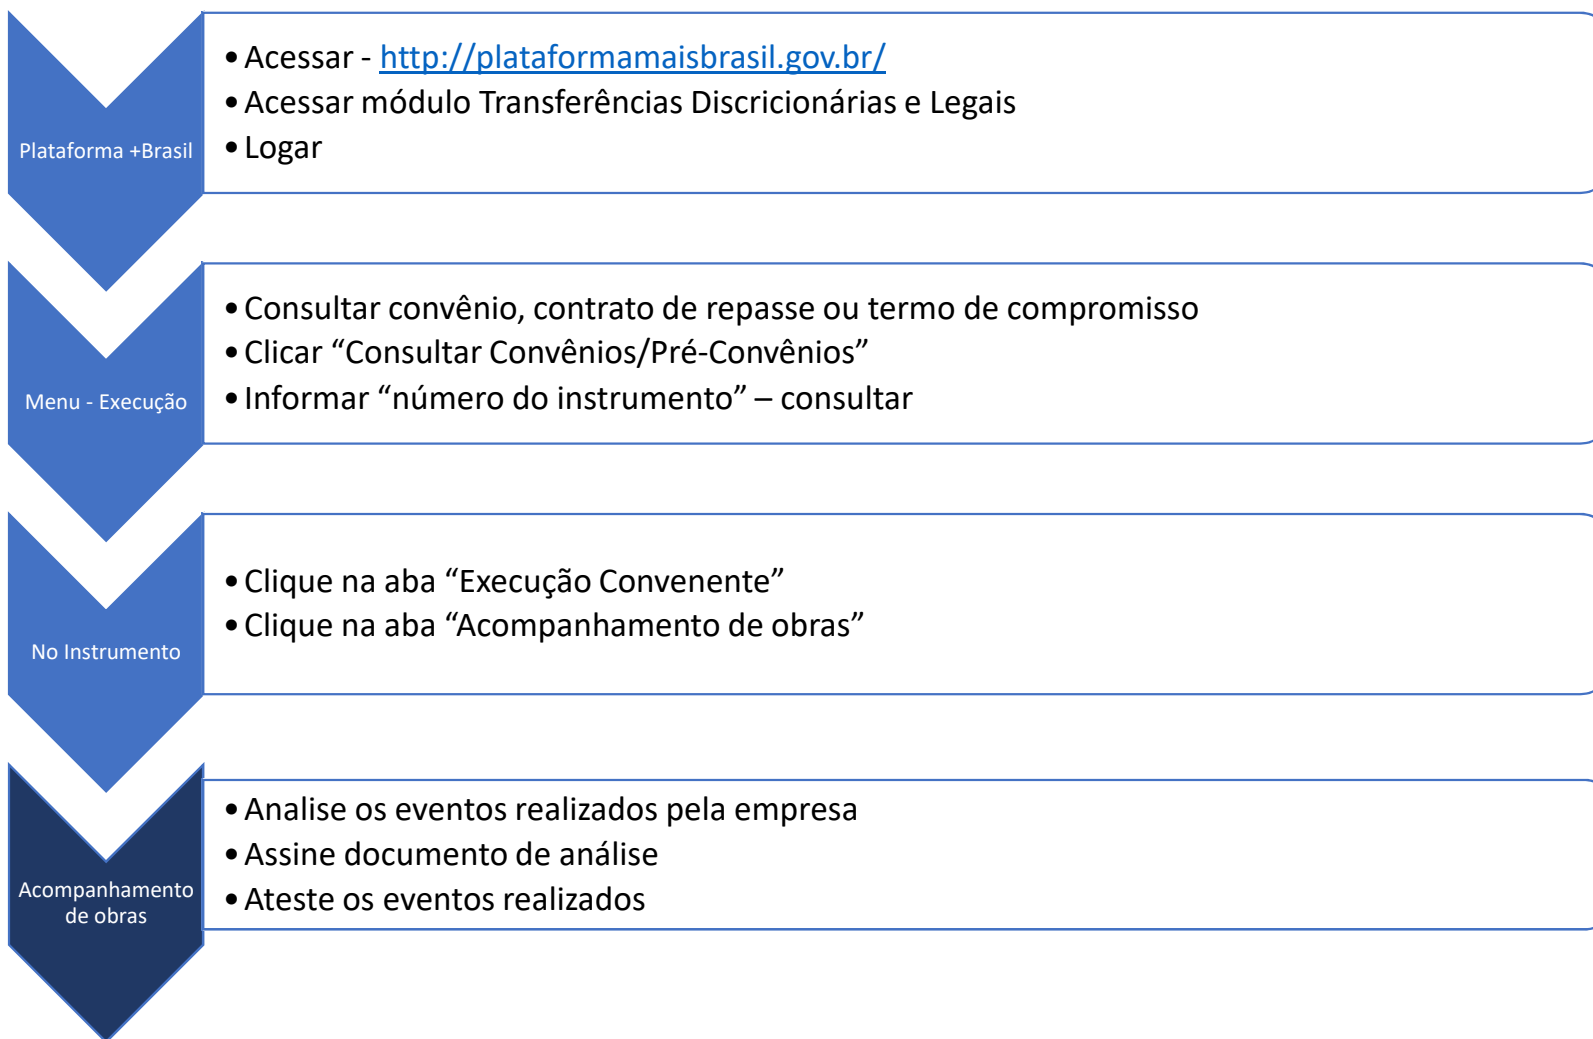 Plataforma +Brasil
• Acessar - http://plataformamaisbrasil.gov.br/
• Acessar módulo Transferências Discricionárias e Legais
• Logar
Menu - Execução
• Consultar convênio, contrato de repasse ou termo de compromisso
• Clicar “Consultar Convênios/Pré-Convênios”
• Informar “número do instrumento” – consultar
No Instrumento
• Clique na aba “Execução Convenente”
• Clique na aba “Acompanhamento de obras”
Acompanhamento
de obras
• Analise os eventos realizados pela empresa
• Assine documento de análise
• Ateste os eventos realizados